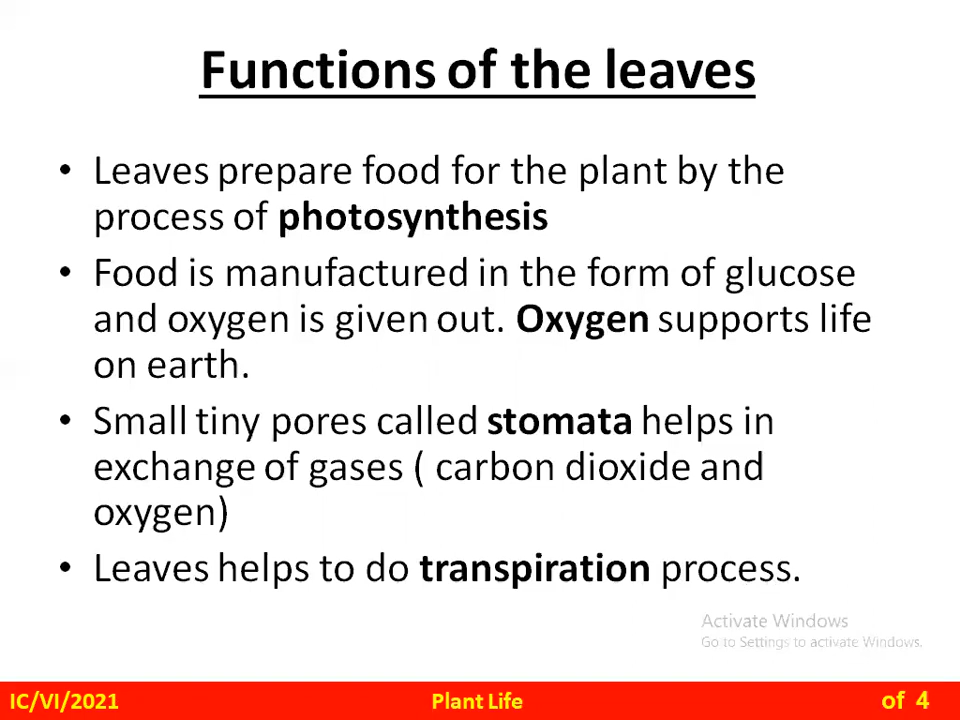 Functions of the leaves
• Leaves prepare food for the plant by the
process of photosynthesis
• Food is manufactured in the form of glucose
and oxygen is given out. Oxygen supports life
on earth.
• Small tiny pores called stomata helps in
exchange of gases ( carbon dioxide and
oxygen)
• Leaves helps to do transpiration process.
Activate Windows
Go to Settings to activate Windows.
IC/VI/2021 Plant Life of 4